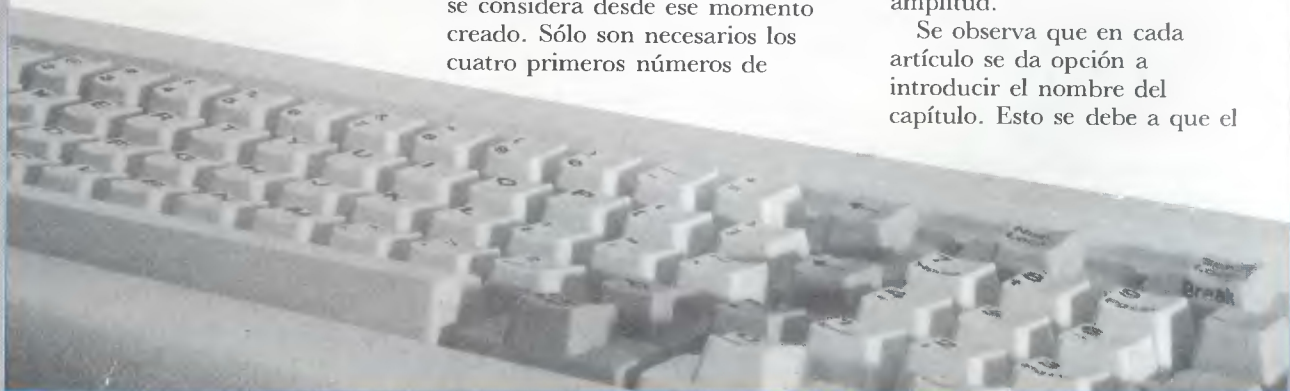 se considera desde ese momento
creado. Sólo son necesarios los
cuatro primeros números de
amplitud.
Se observa que en cada
artículo se da opción a
introducir el nombre del
capítulo. Esto se debe a que el
Break